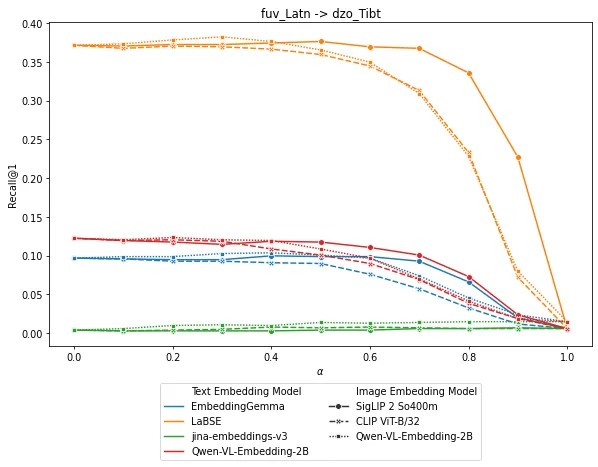 fuv_Latn -> dzo_Tibt
0.40
0.35
0.30
0.25
0.20
0.15
0.10
0.05
0.00
Recall@1
0.0 0.2 0.4 0.6 0.8 1.0
α
Text Embedding Model
EmbeddingGemma
LaBSE
jina-embeddings-v3
Qwen-VL-Embedding-2B
Image Embedding Model
SigLIP 2 So400m
CLIP ViT-B/32
Qwen-VL-Embedding-2B